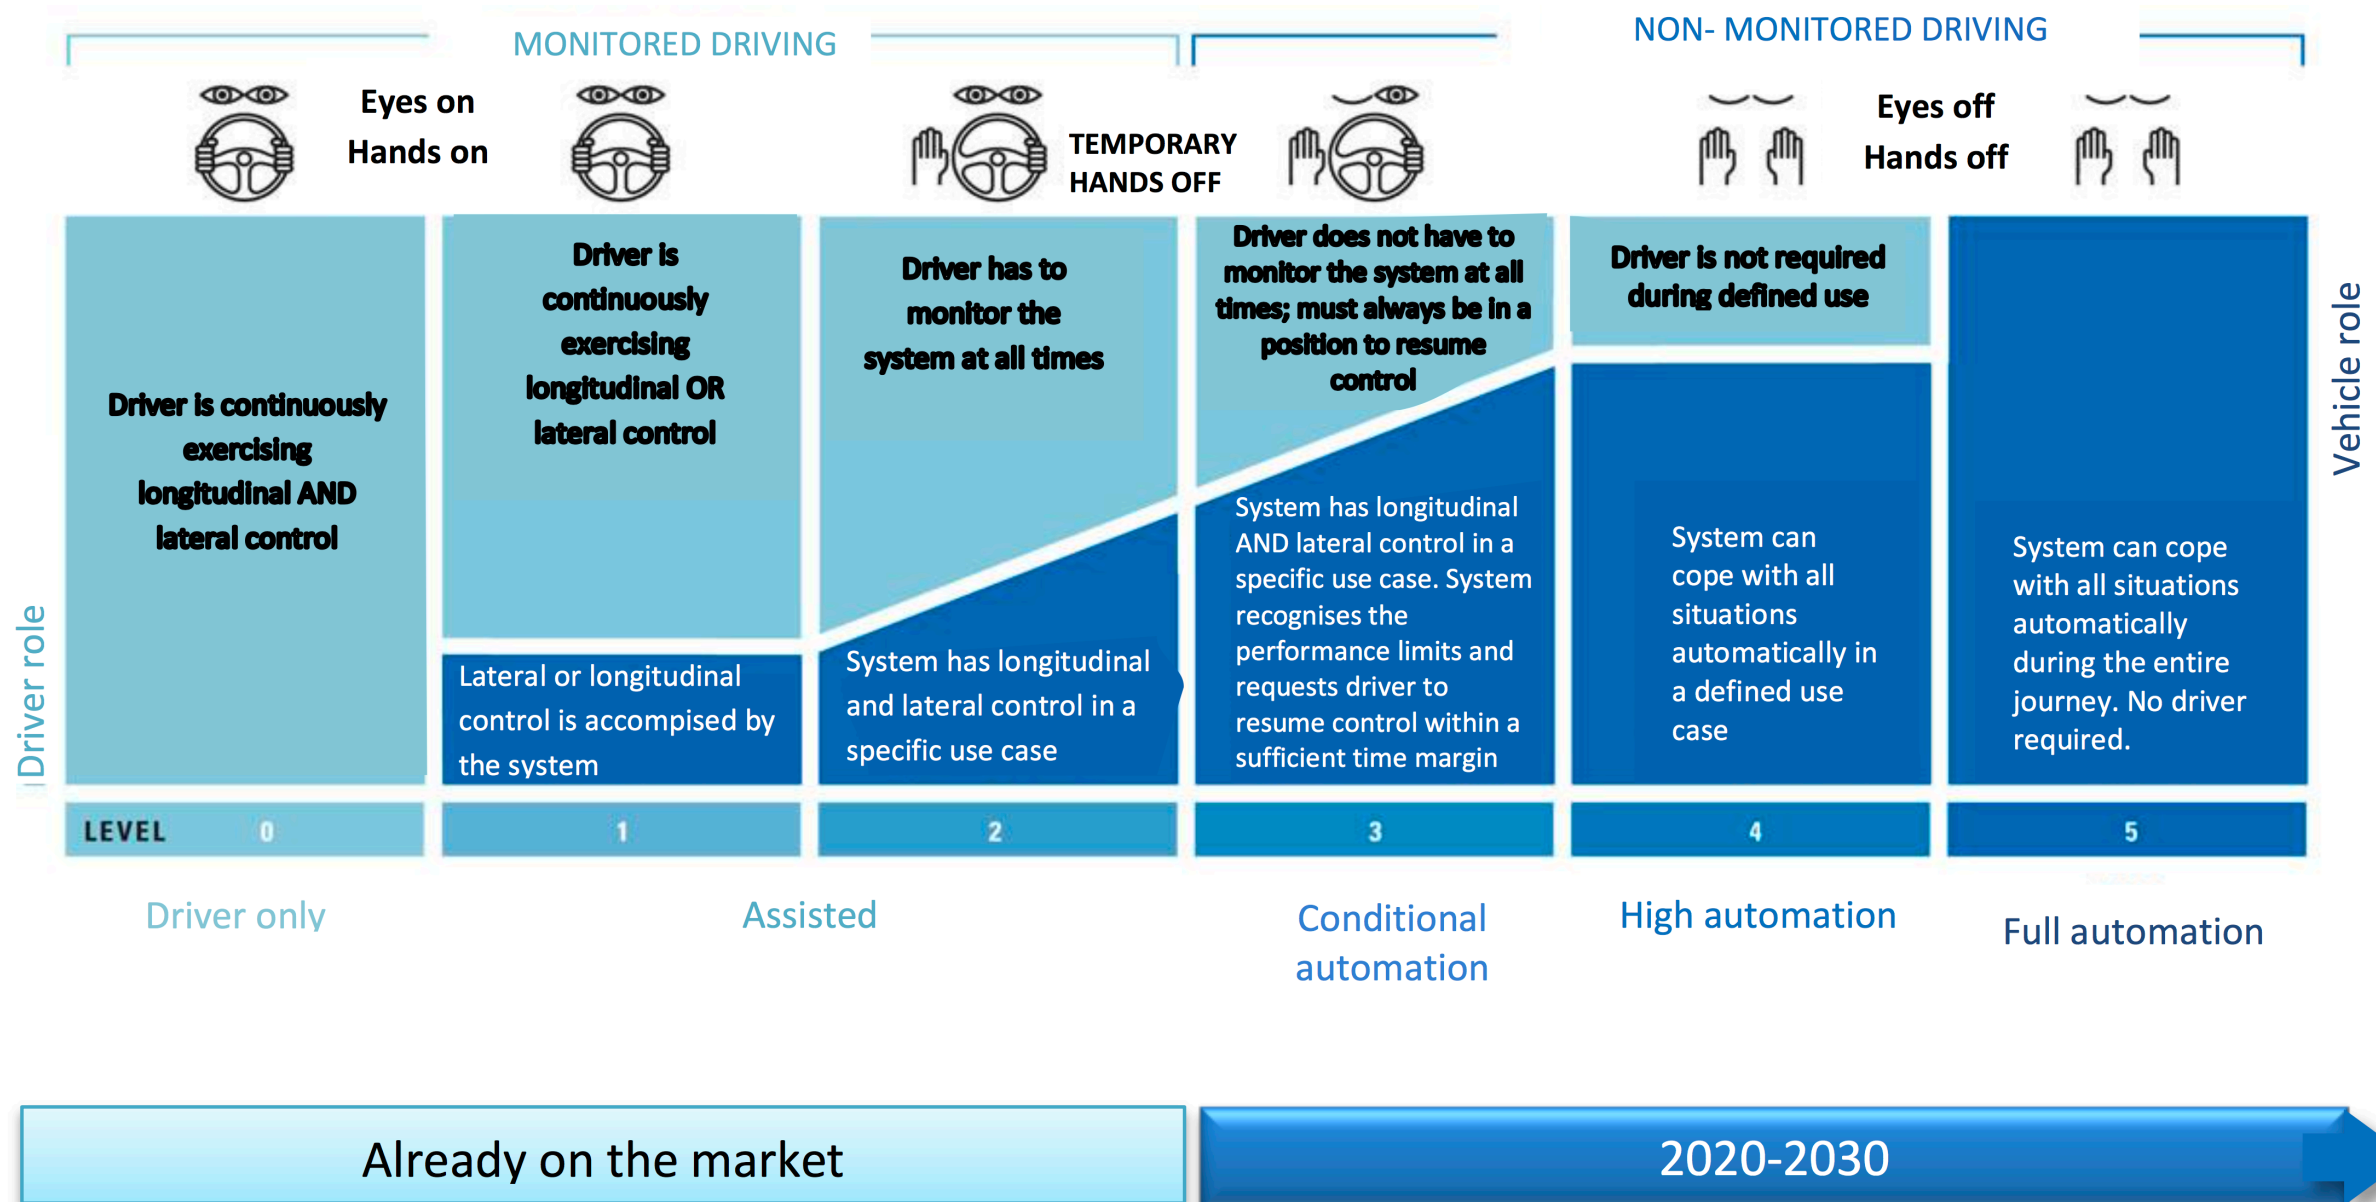 MONITORED DRIVING
NON- MONITORED DRIVING
Eyes on
Hands on
TEMPORARY
HANDS OFF
Eyes off
Hands off
Driver role
Driver is continuously
exercising
longitudinal AND
lateral control
Driver is
continuously
exercising
longitudinal OR
lateral control
Lateral or longitudinal
control is accompised by
the system
Driver has to
monitor the
system at all times
System has longitudinal
and lateral control in a
specific use case
Driver does not have to
monitor the system at all
times; must always be in a
position to resume
control
System has longitudinal
AND lateral control in a
specific use case. System
recognises the
performance limits and
requests driver to
resume control within a
sufficient time margin
Driver is not required
during defined use
System can
cope with all
situations
automatically in
a defined use
case
System can cope
with all situations
automatically
during the entire
journey. No driver
required.
Vehicle role
LEVEL 0 1 2 3 4 5
Driver only
Assisted
Conditional
automation
High automation
Full automation
Already on the market
2020-2030